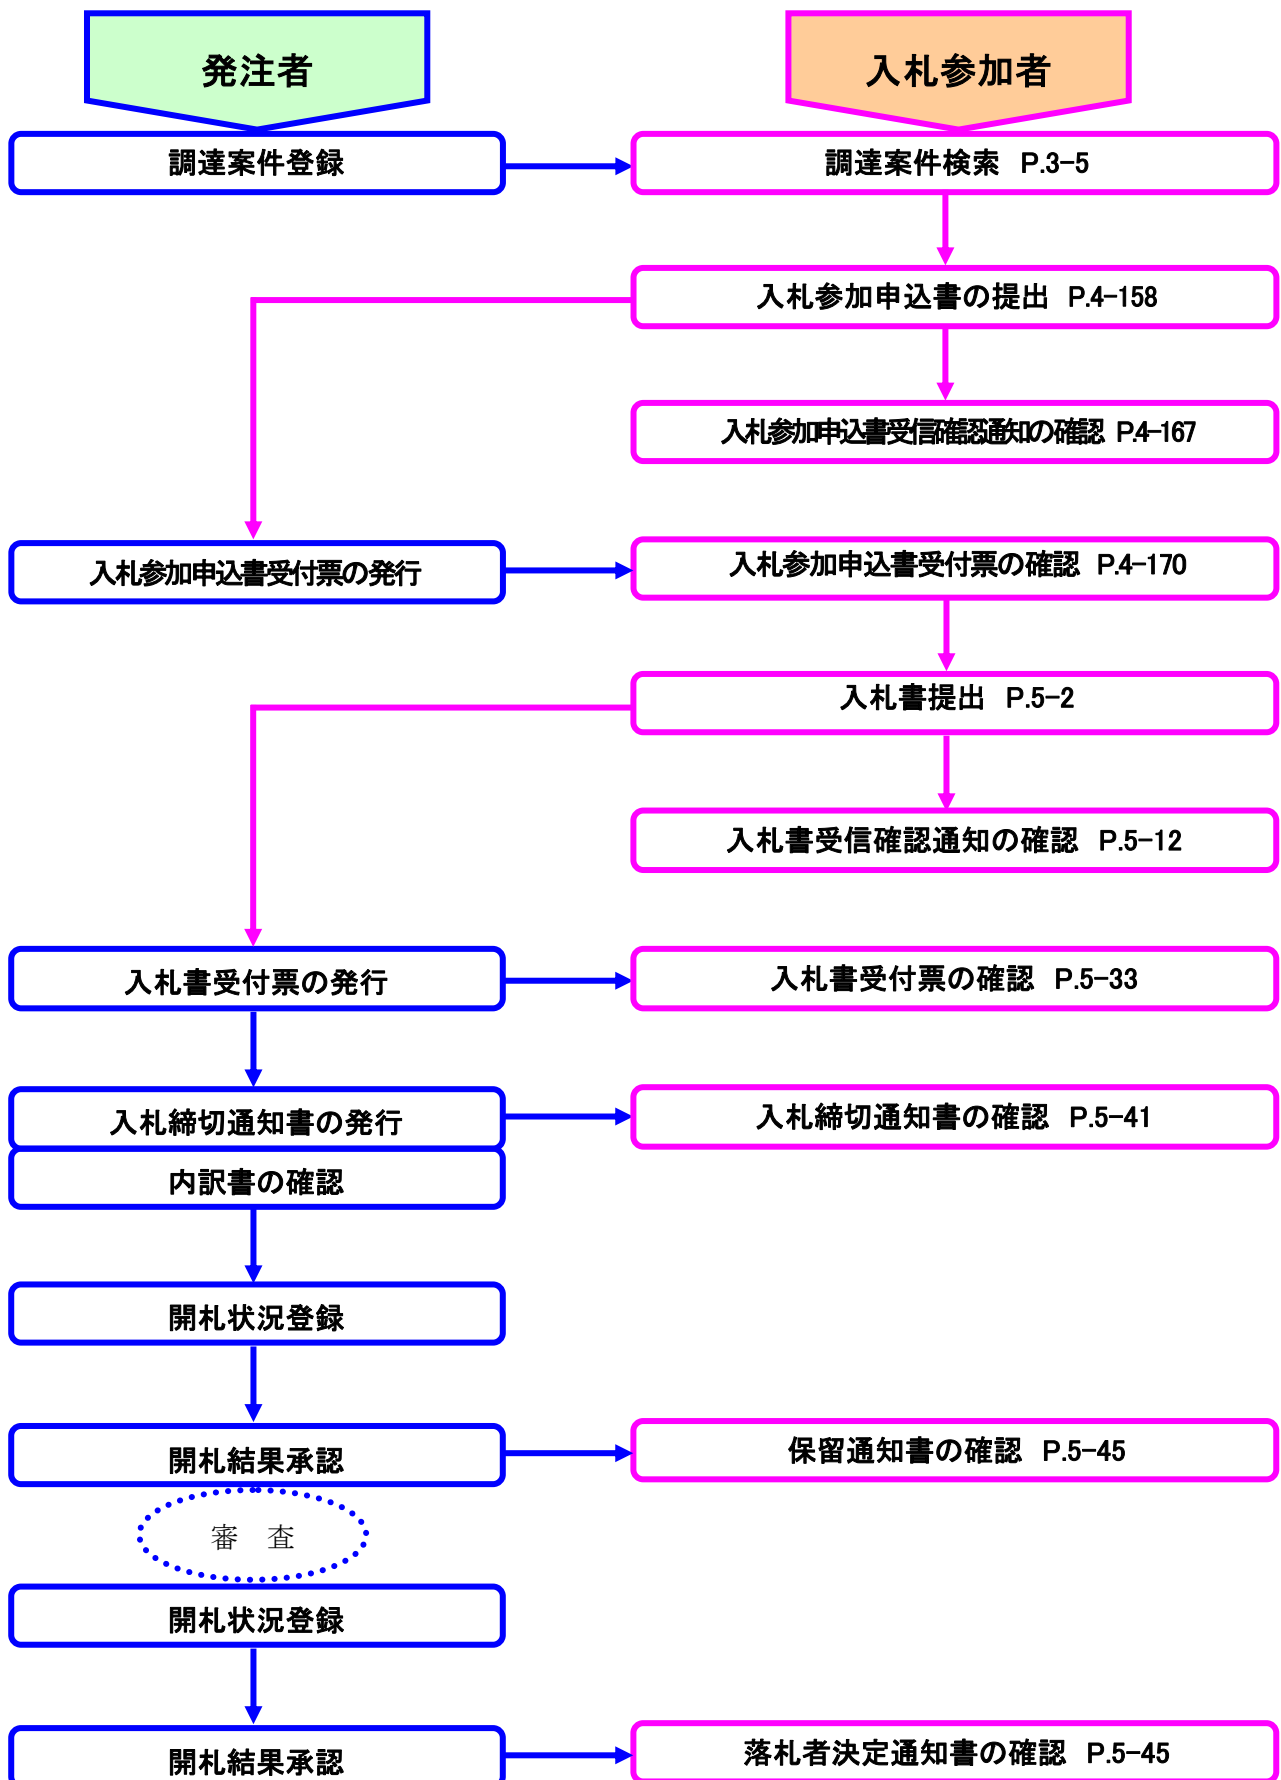 発注者
入札参加者
調達案件登録
調達案件検索 P.3-5
入札参加申込書の提出 P.4-158
入札参加申込書受信確認通知の確認 P.4-167
入札参加申込書受付票の発行
入札参加申込書受付票の確認 P.4-170
入札書提出 P.5-2
入札書受信確認通知の確認 P.5-12
入札書受付票の発行
入札書受付票の確認 P.5-33
入札締切通知書の発行
入札締切通知書の確認 P.5-41
内訳書の確認
開札状況登録
開札結果承認
保留通知書の確認 P.5-45
審 査
開札状況登録
開札結果承認
落札者決定通知書の確認 P.5-45